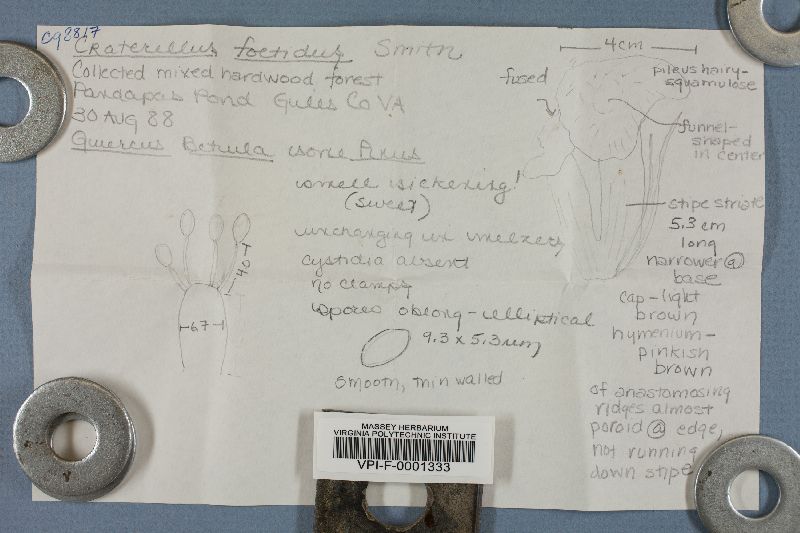 Cq2817
Craterellus foetidus Smith
Collected mixed hardwood forest
Pandapas Pond Giles Co VA
30 Aug 88
Quercus Betula some Pinus
smell sickening!
(sweet)
unchanging in melzers
cystidia absent
no clamps
spores oblong-elliptical
9.3 x 5.3 um
smooth, thin walled
40
67
4cm
fused
pileus hairy-
squamulose
funnel-
shaped
in center
stipe striate
5.3 cm
long
narrower @
base
cap-light
brown
hymenium-
pinkish
brown
of anastomosing
ridges almost
poroid @ edge,
not running
down stipe
MASSEY HERBARIUM
VIRGINIA POLYTECHNIC INSTITUTE
VPI-F-0001333